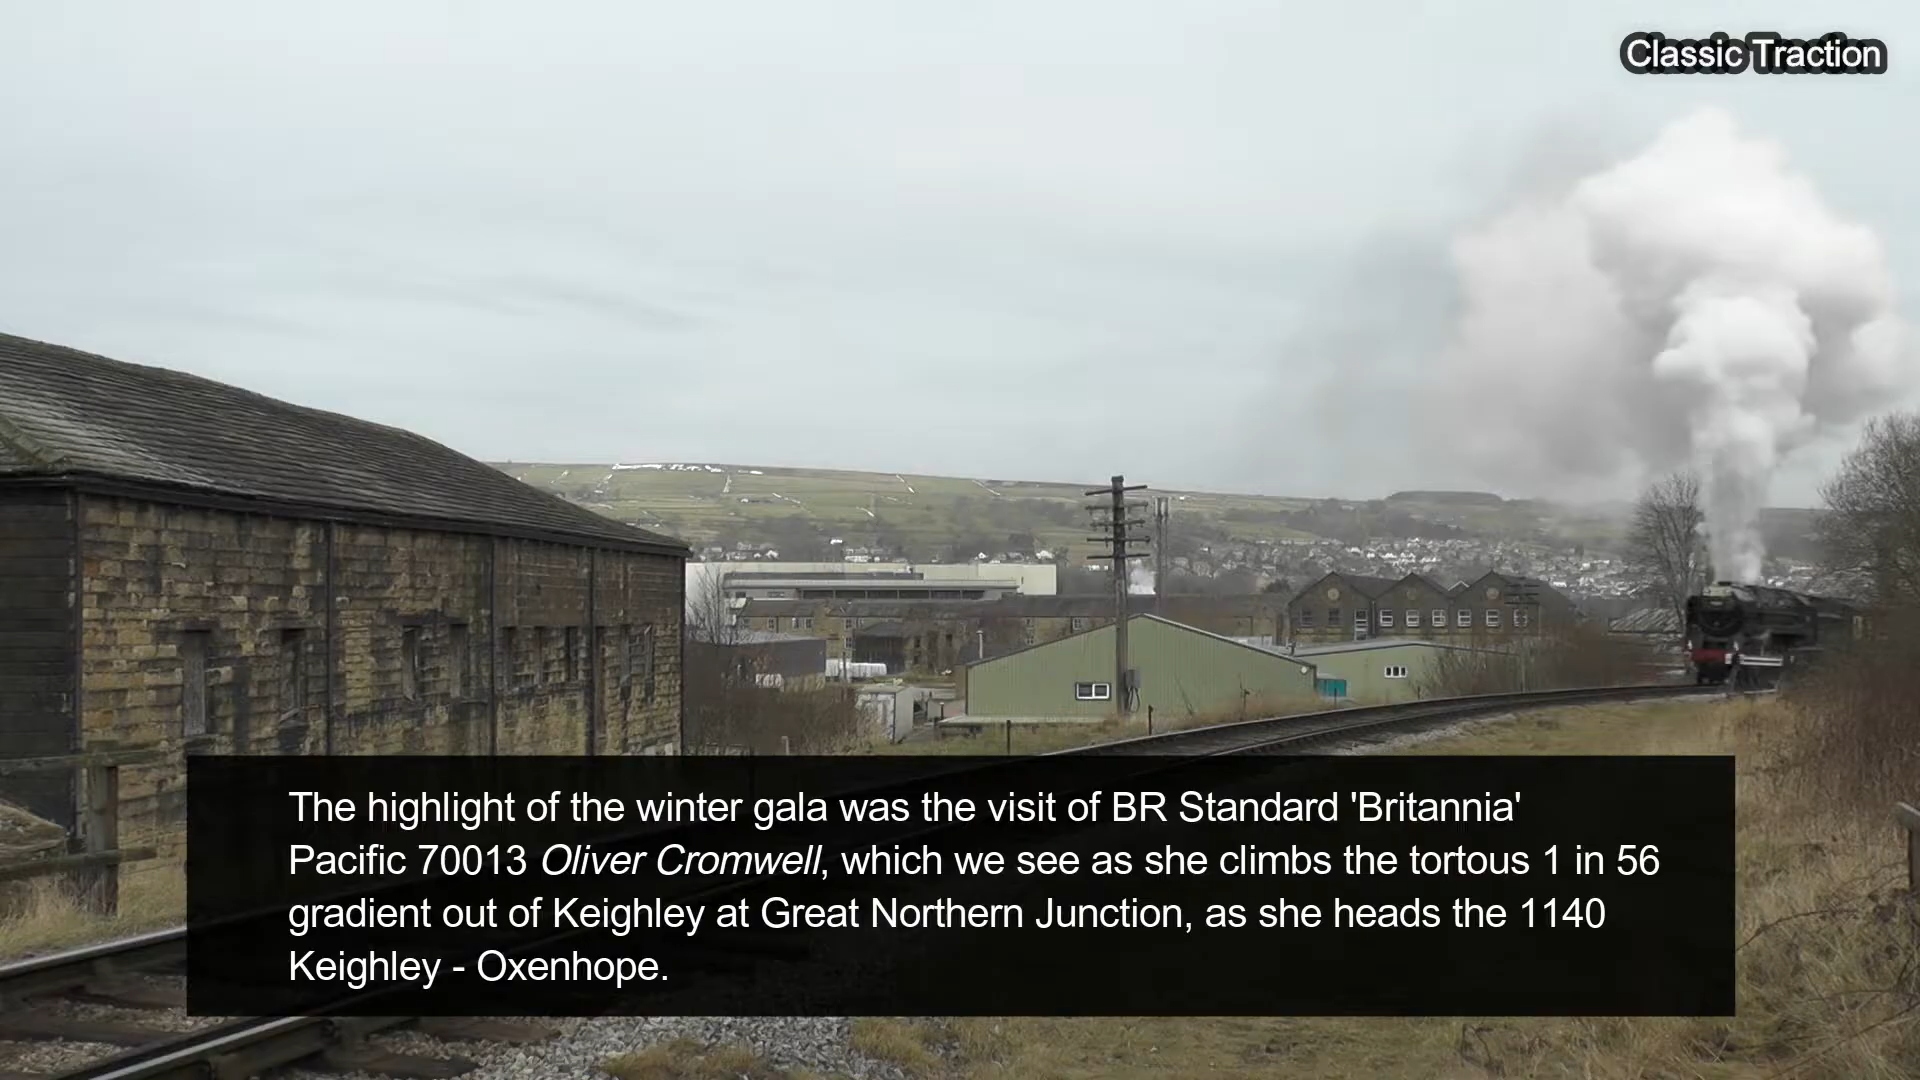 Classic Traction
The highlight of the winter gala was the visit of BR Standard 'Britannia'
Pacific 70013 Oliver Cromwell, which we see as she climbs the tortous 1 in 56
gradient out of Keighley at Great Northern Junction, as she heads the 1140
Keighley - Oxenhope.